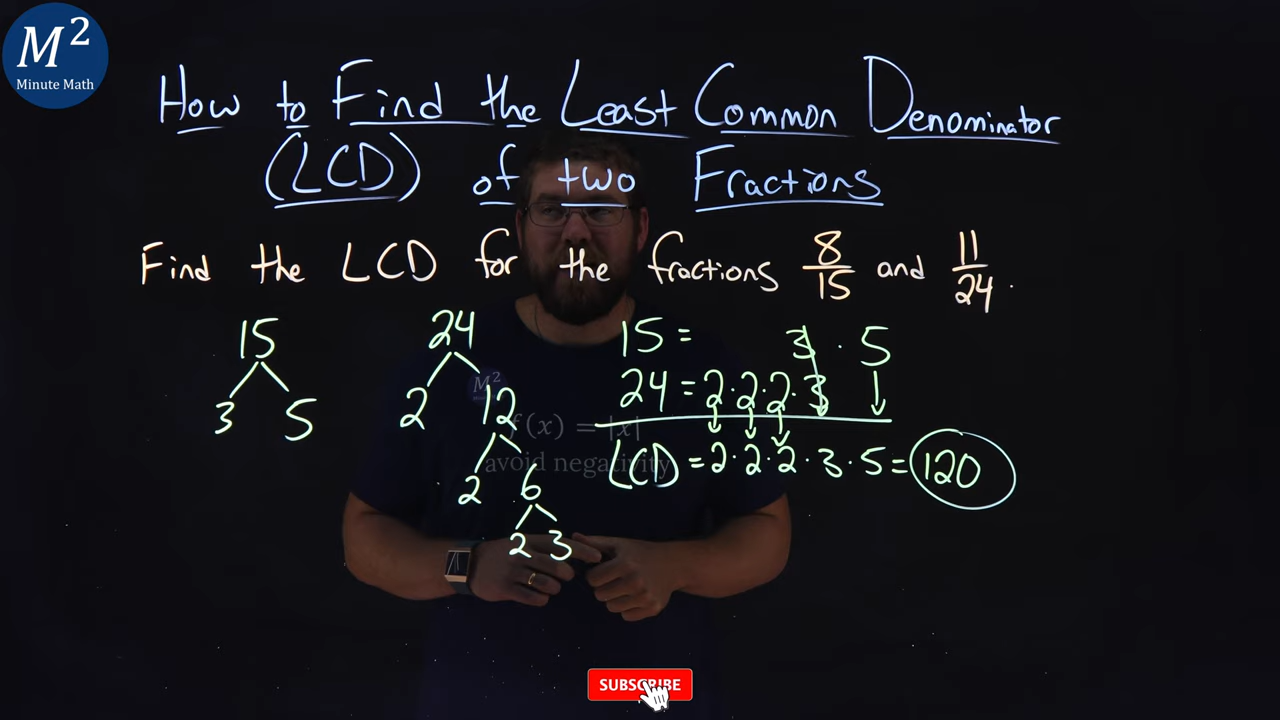 M²
Minute Math
How to Find the Least Common Denominator
(LCD) of two Fractions
Find the LCD for the fractions 8/15 and 11/24.
15
3 5
24
2 12
2 6
2 3
15 = 3 · 5
24 = 2 · 2 · 2 · 3
LCD = 2 · 2 · 2 · 3 · 5 = 120
M²
f(x) = |x|
avoid negativity
SUBSCRIBE